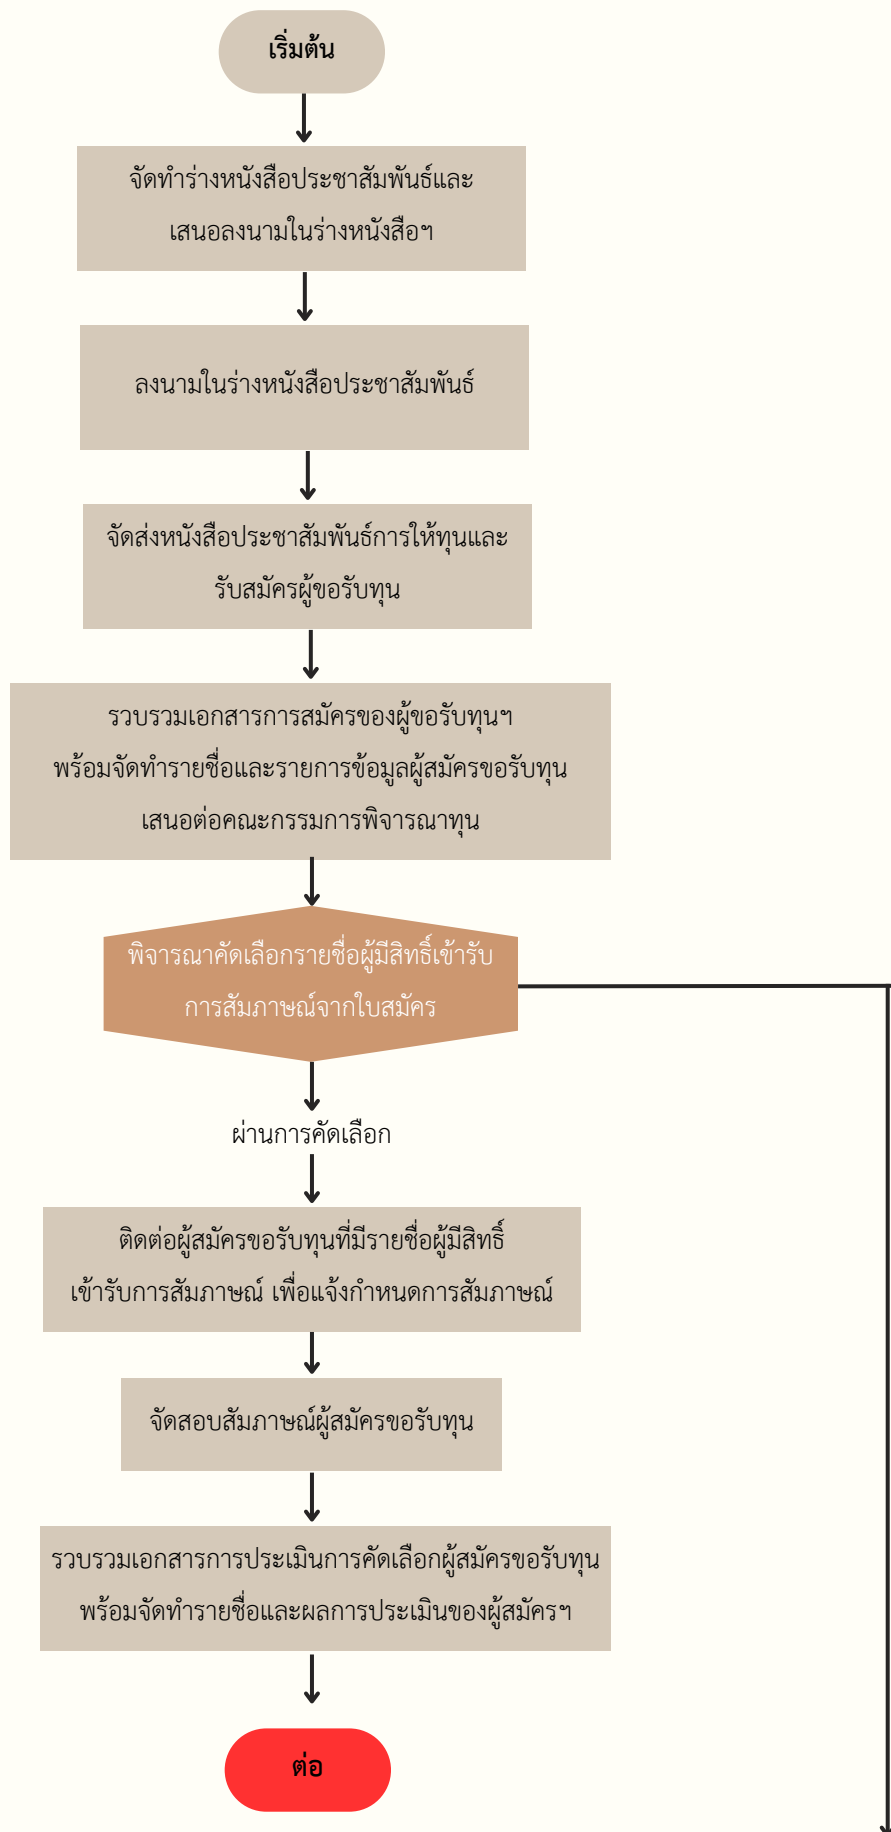 เริ่มต้น
จัดทำร่างหนังสือประชาสัมพันธ์และ
เสนอลงนามในร่างหนังสือฯ
ลงนามในร่างหนังสือประชาสัมพันธ์
จัดส่งหนังสือประชาสัมพันธ์การให้ทุนและ
รับสมัครผู้ขอรับทุน
รวบรวมเอกสารการสมัครของผู้ขอรับทุนฯ
พร้อมจัดทำรายชื่อและรายการข้อมูลผู้สมัครขอรับทุน
เสนอต่อคณะกรรมการพิจารณาทุน
พิจารณาคัดเลือกรายชื่อผู้มีสิทธิ์เข้ารับ
การสัมภาษณ์จากใบสมัคร
ผ่านการคัดเลือก
ติดต่อผู้สมัครขอรับทุนที่มีรายชื่อผู้มีสิทธิ์
เข้ารับการสัมภาษณ์ เพื่อแจ้งกำหนดการสัมภาษณ์
จัดสอบสัมภาษณ์ผู้สมัครขอรับทุน
รวบรวมเอกสารการประเมินการคัดเลือกผู้สมัครขอรับทุน
พร้อมจัดทำรายชื่อและผลการประเมินของผู้สมัครฯ
ต่อ